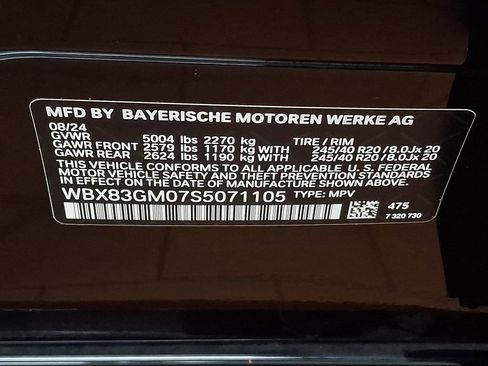 MFD BY BAYERISCHE MOTOREN WERKE AG
08/24
GVWR 5004 lbs 2270 kg TIRE / RIM
GAWR FRONT 2579 lbs 1170 kg WITH 245/40 R20 / 8.0Jx 20
GAWR REAR 2624 lbs 1190 kg WITH 245/40 R20 / 8.0Jx 20
THIS VEHICLE CONFORMS TO ALL APPLICABLE U.S. FEDERAL
MOTOR VEHICLE SAFETY, BUMPER, AND THEFT PREVENTION
STANDARDS IN EFFECT ON THE DATE OF MANUFACTURE SHOWN ABOVE.
WBX83GM07S5071105 TYPE: MPV
475
7 320 730